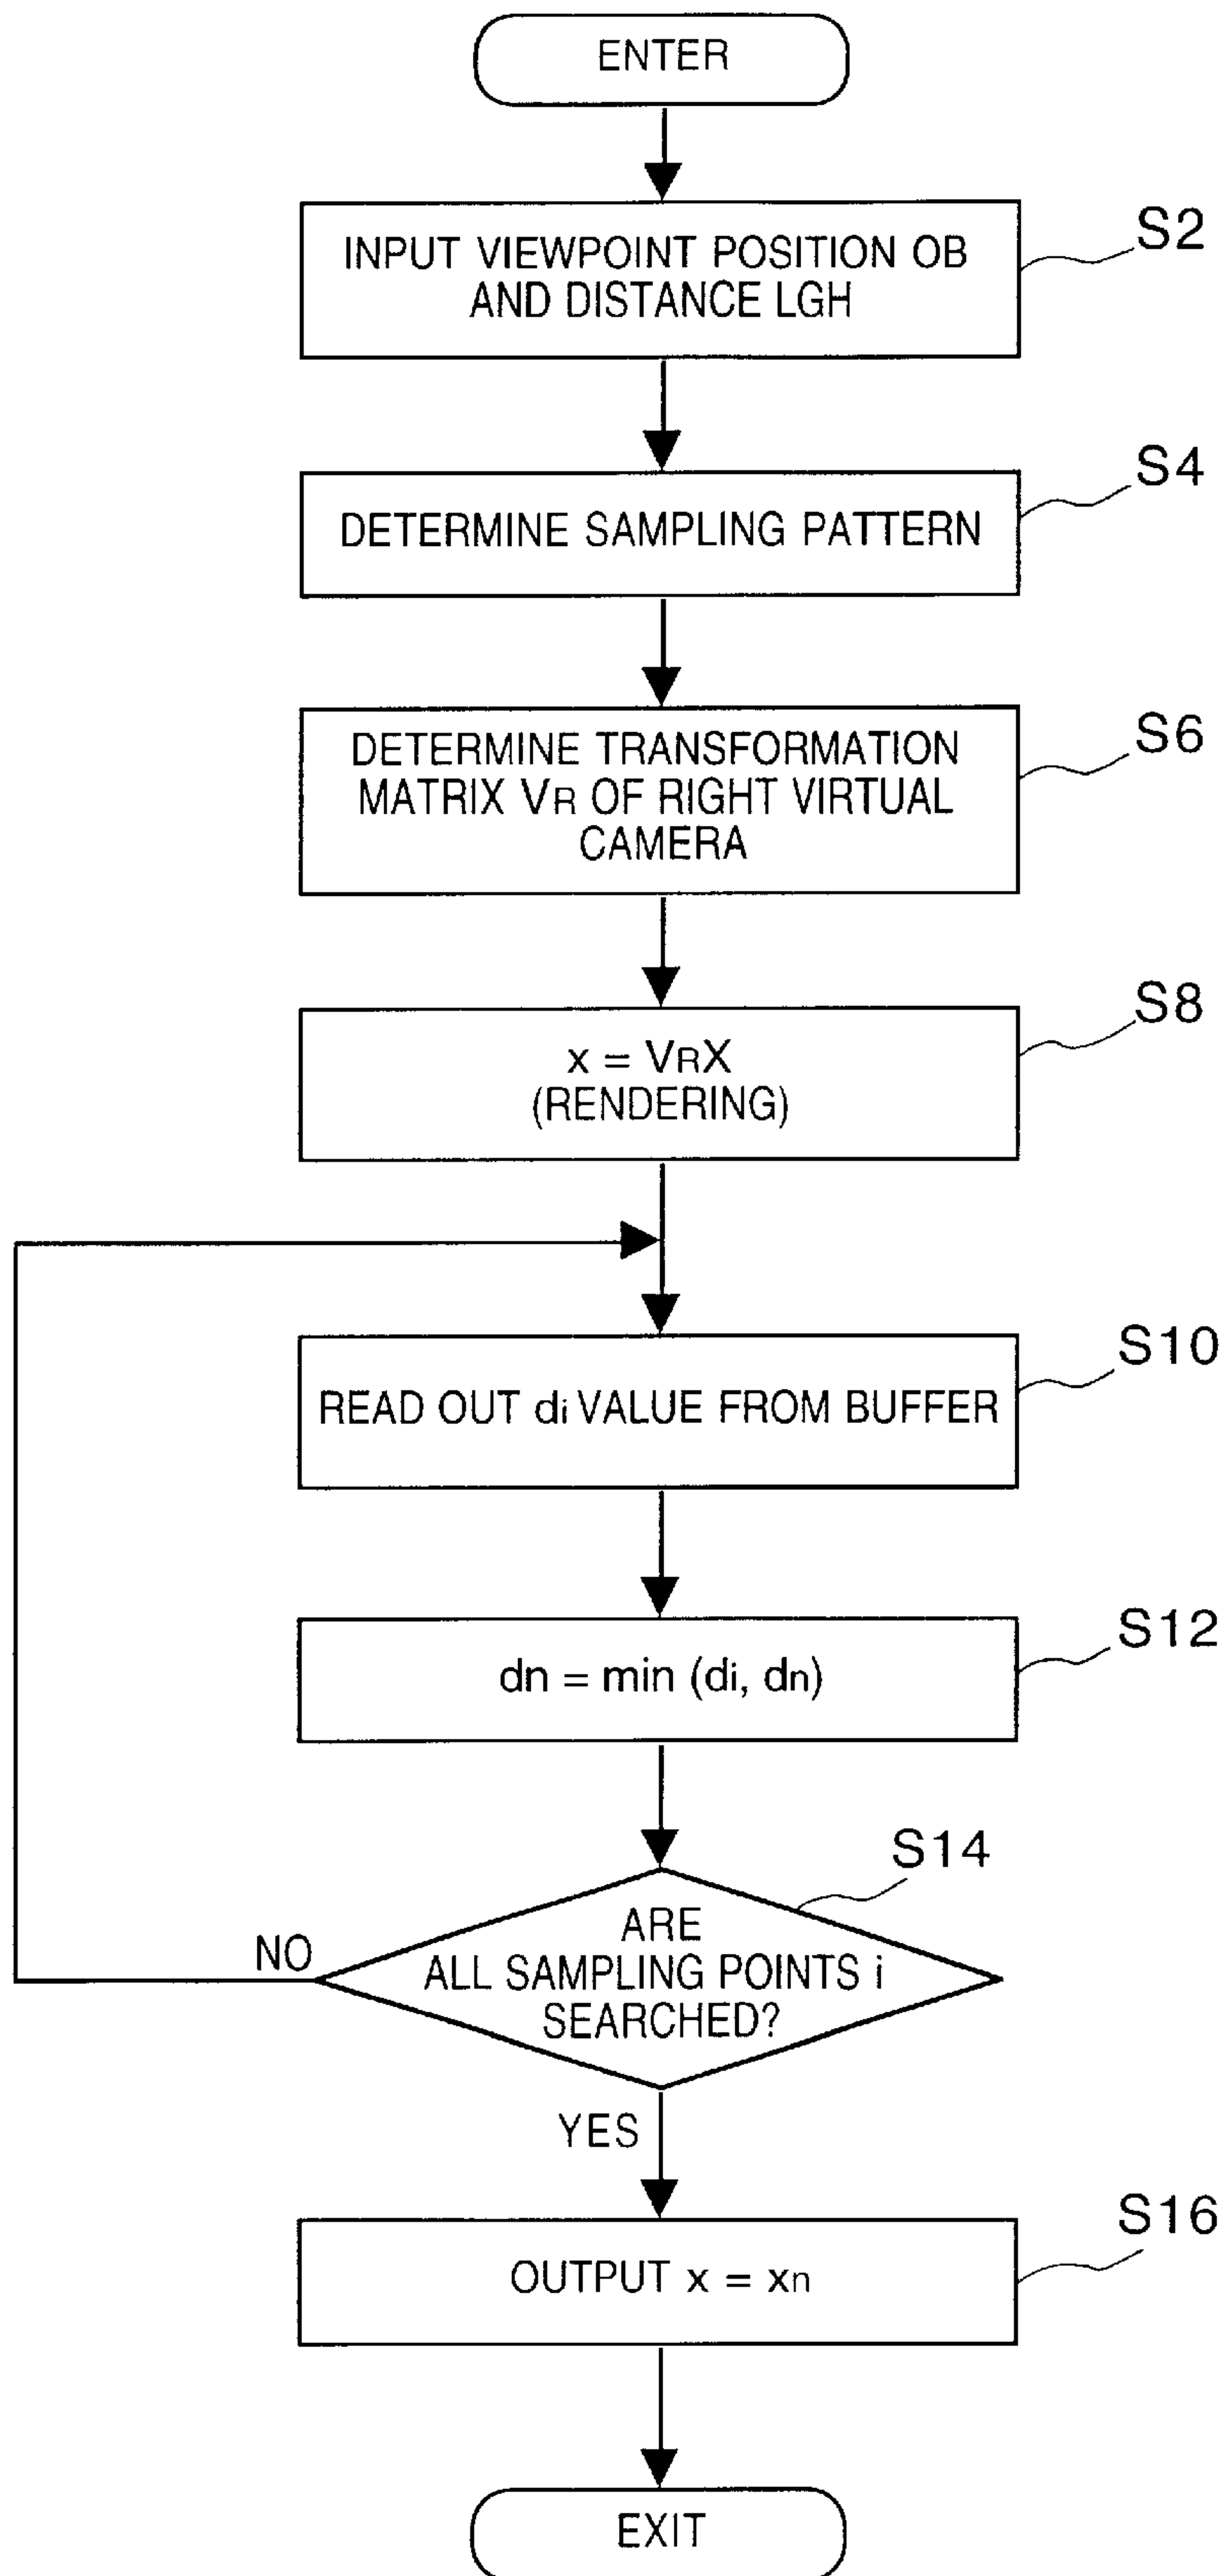 ENTER
INPUT VIEWPOINT POSITION OB
AND DISTANCE LGH
S2
DETERMINE SAMPLING PATTERN
S4
DETERMINE TRANSFORMATION
MATRIX VR OF RIGHT VIRTUAL
CAMERA
S6
x = VRX
(RENDERING)
S8
READ OUT di VALUE FROM BUFFER
S10
dn = min (di, dn)
S12
S14
ARE
ALL SAMPLING POINTS i
SEARCHED?
NO
YES
OUTPUT x = xn
S16
EXIT